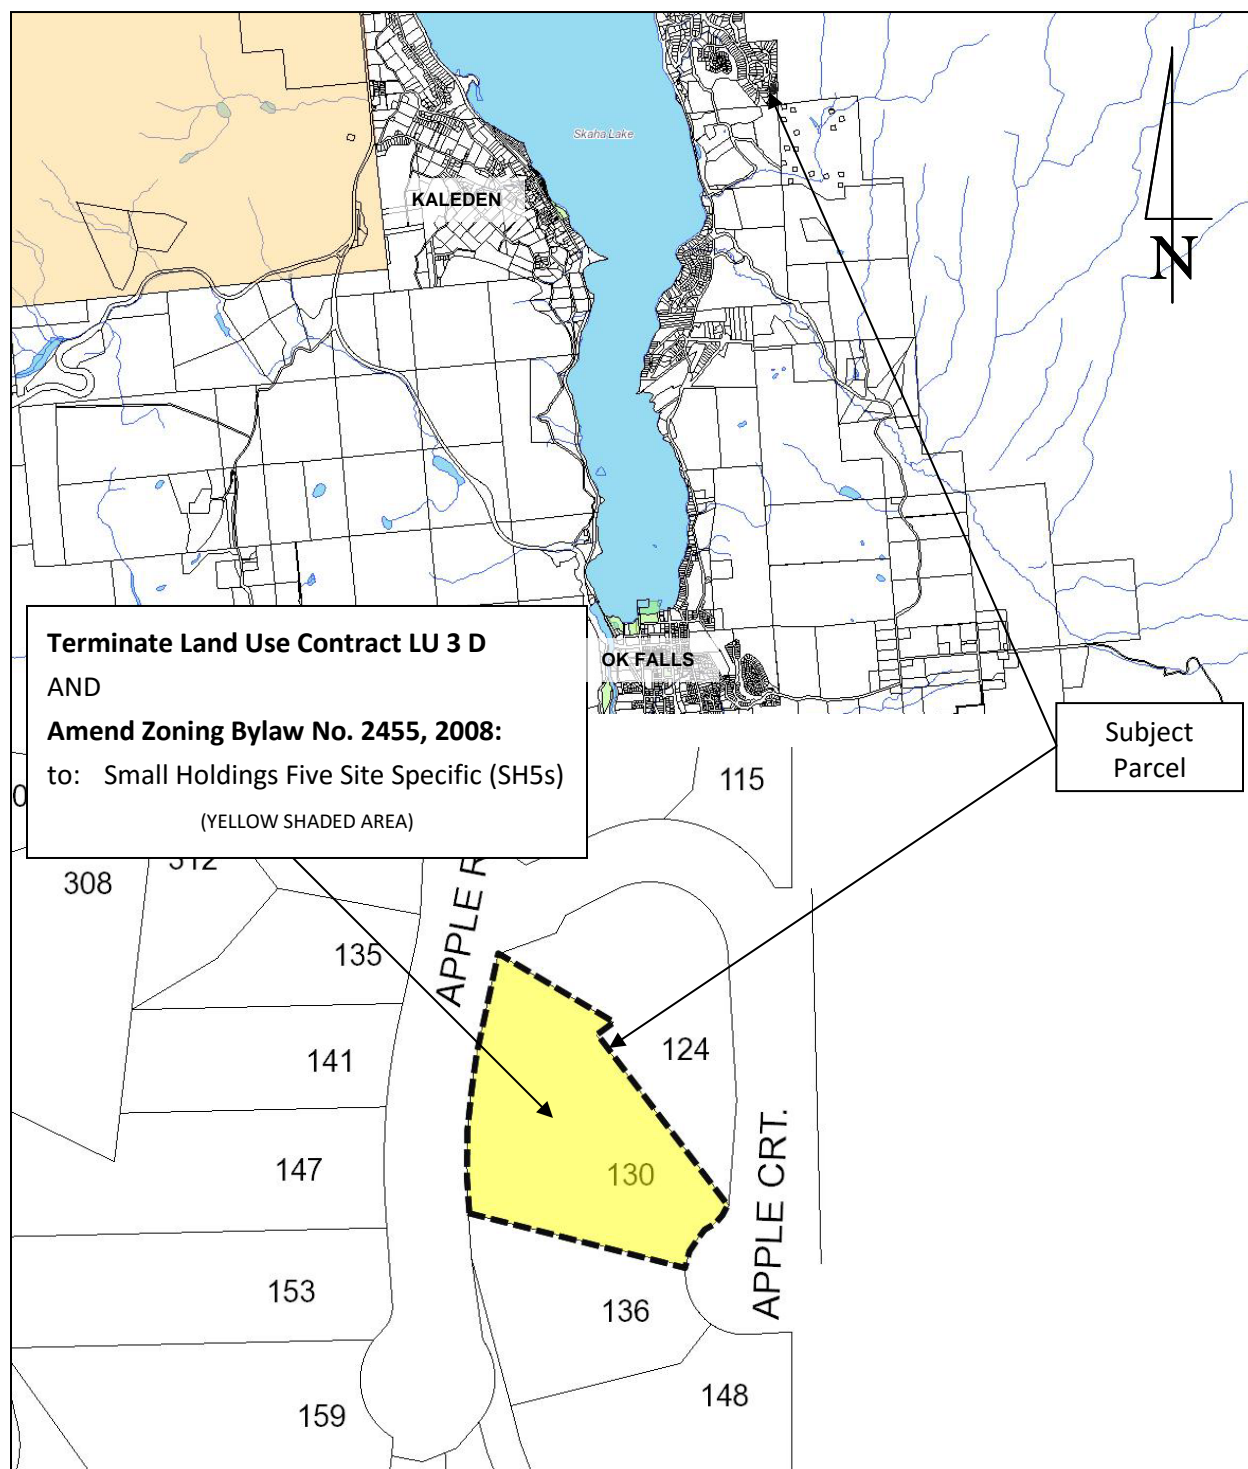 Skaha Lake
KALEDEN
N
Terminate Land Use Contract LU 3 D
AND
Amend Zoning Bylaw No. 2455, 2008:
to: Small Holdings Five Site Specific (SH5s)
(YELLOW SHADED AREA)
OK FALLS
Subject
Parcel
115
308
312
135
APPLE
141
124
147
130
APPLE CRT.
153
136
159
148